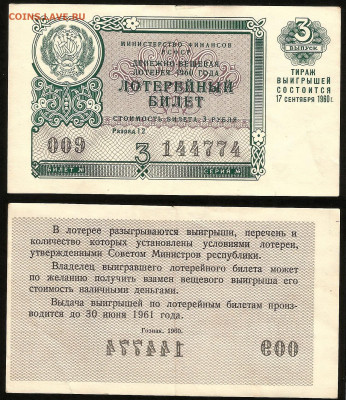 COINS.LAVE.RU
МИНИСТЕРСТВО ФИНАНСОВ
РСФСР
ДЕНЕЖНО-ВЕЩЕВАЯ
ЛОТЕРЕЯ 1960 ГОДА
ЛОТЕРЕЙНЫЙ
БИЛЕТ
СТОИМОСТЬ БИЛЕТА 3 РУБЛЯ
Разряд 12
009 3 144774
БИЛЕТ № СЕРИЯ №
3
ВЫПУСК
ТИРАЖ
ВЫИГРЫШЕЙ
СОСТОИТСЯ
17 СЕНТЯБРЯ 1960 г.
В лотерее разыгрываются выигрыши, перечень и
количество которых установлены условиями лотереи,
утвержденными Советом Министров республики.
Владелец выигравшего лотерейного билета может
по желанию получить взамен вещевого выигрыша его
стоимость наличными деньгами.
Выдача выигрышей по лотерейным билетам произ-
водится до 30 июня 1961 года.
Гознак. 1960.
144774 009